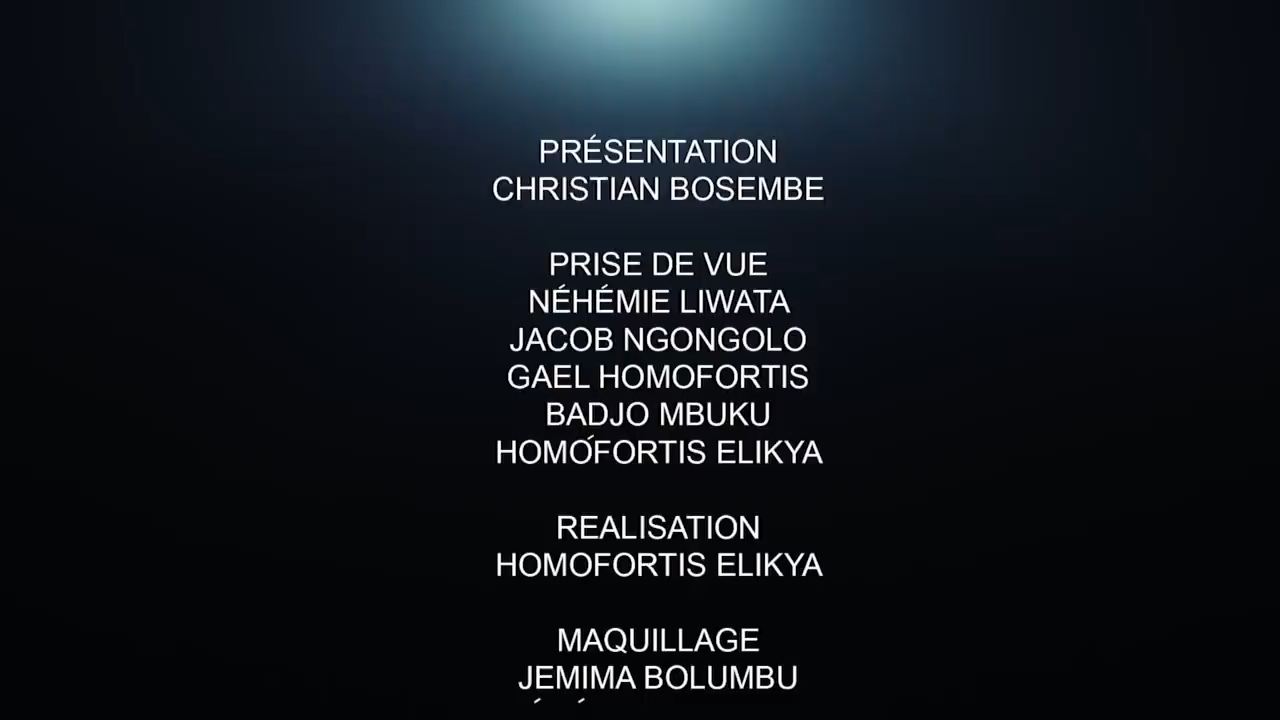 PRÉSENTATION
CHRISTIAN BOSEMBE
PRISE DE VUE
NÉHÉMIE LIWATA
JACOB NGONGOLO
GAEL HOMOFORTIS
BADJO MBUKU
HOMOFORTIS ELIKYA
REALISATION
HOMOFORTIS ELIKYA
MAQUILLAGE
JEMIMA BOLUMBU